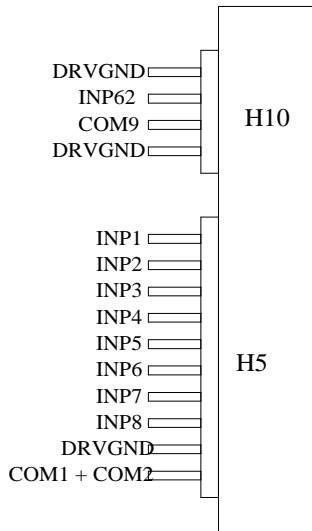 DRVGND
INP62
COM9
DRVGND
H10
INP1
INP2
INP3
INP4
INP5
INP6
INP7
INP8
DRVGND
COM1 + COM2
H5